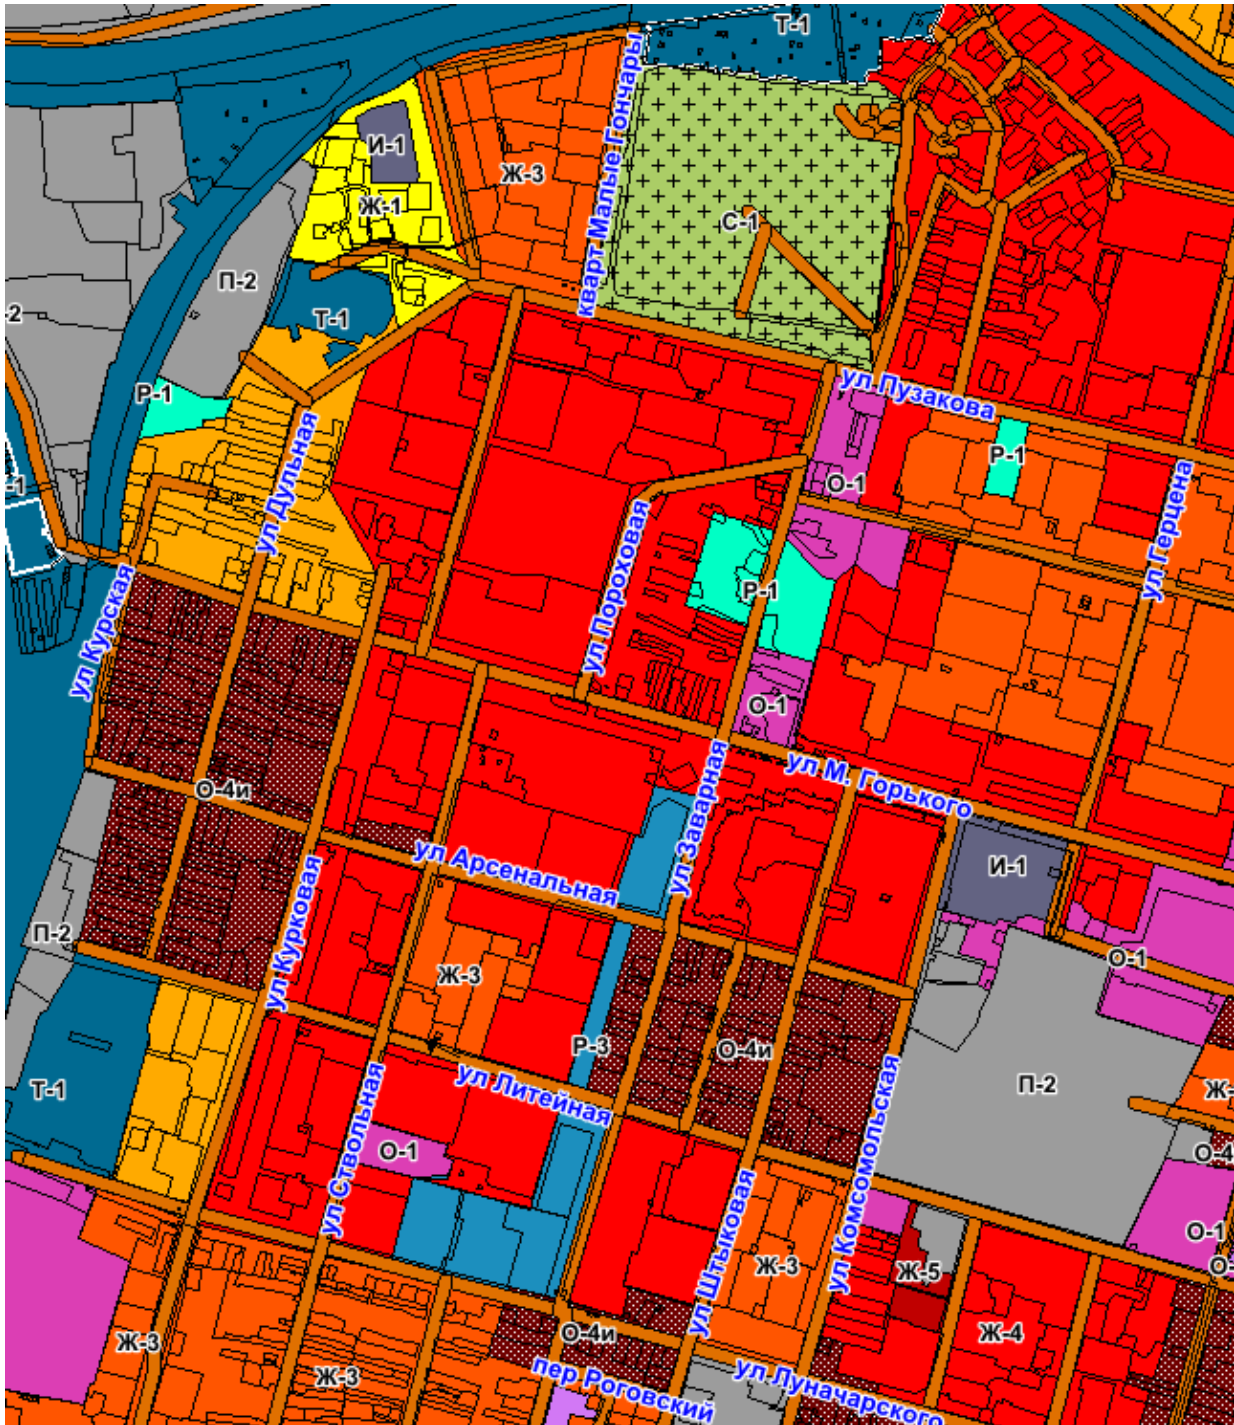 Т-1
кварт Малые Гончары
И-1
Ж-3
Ж-1
С-1
П-2
-2
Т-1
Р-1
ул Пузакова
Р-1
О-1
-1
ул Дульная
ул Герцена
ул Пороховая
Р-1
ул Курская
О-1
ул М. Горького
О-4и
ул Заварная
ул Арсенальная
И-1
П-2
ул Курковая
О-1
Ж-3
Р-3
О-4и
Т-1
ул Литейная
П-2
Ж-
ул Ствольная
О-1
ул Комсомольская
О-4
О-1
ул Штыковая
Ж-3
Ж-5
О-
Ж-3
О-4и
Ж-4
Ж-3
пер Роговский
ул Луначарского